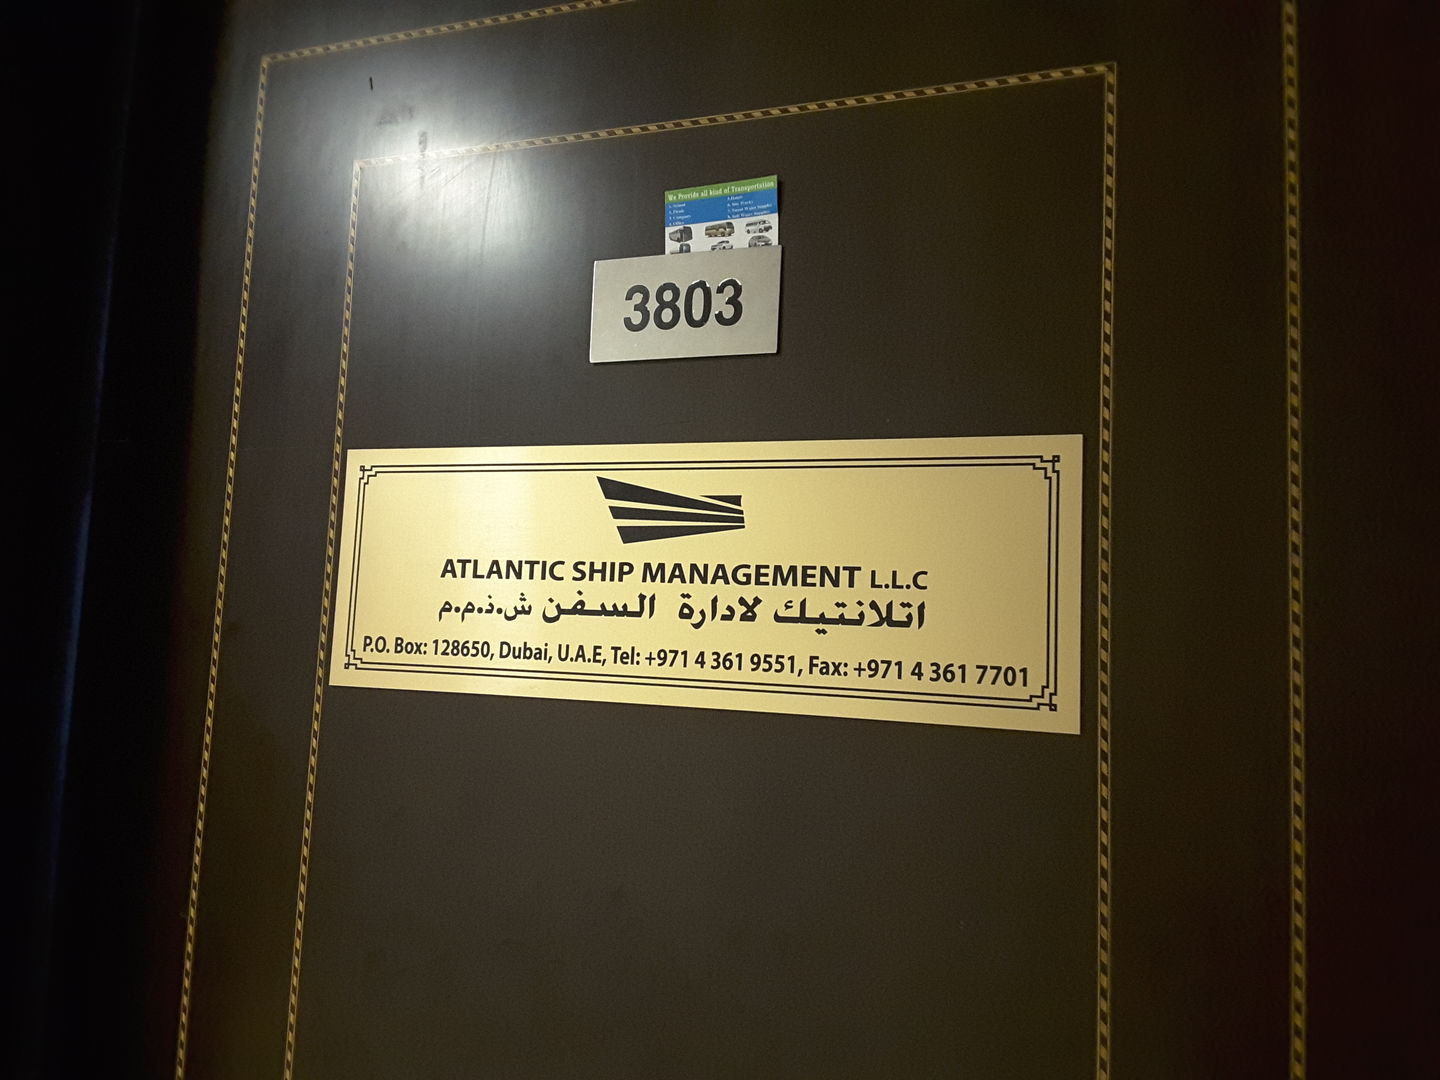 We Provide all kind of Transportation
3803
ATLANTIC SHIP MANAGEMENT L.L.C
اتلانتيك لادارة السفن ش.ذ.م.م
P.O. Box: 128650, Dubai, U.A.E, Tel: +971 4 361 9551, Fax: +971 4 361 7701